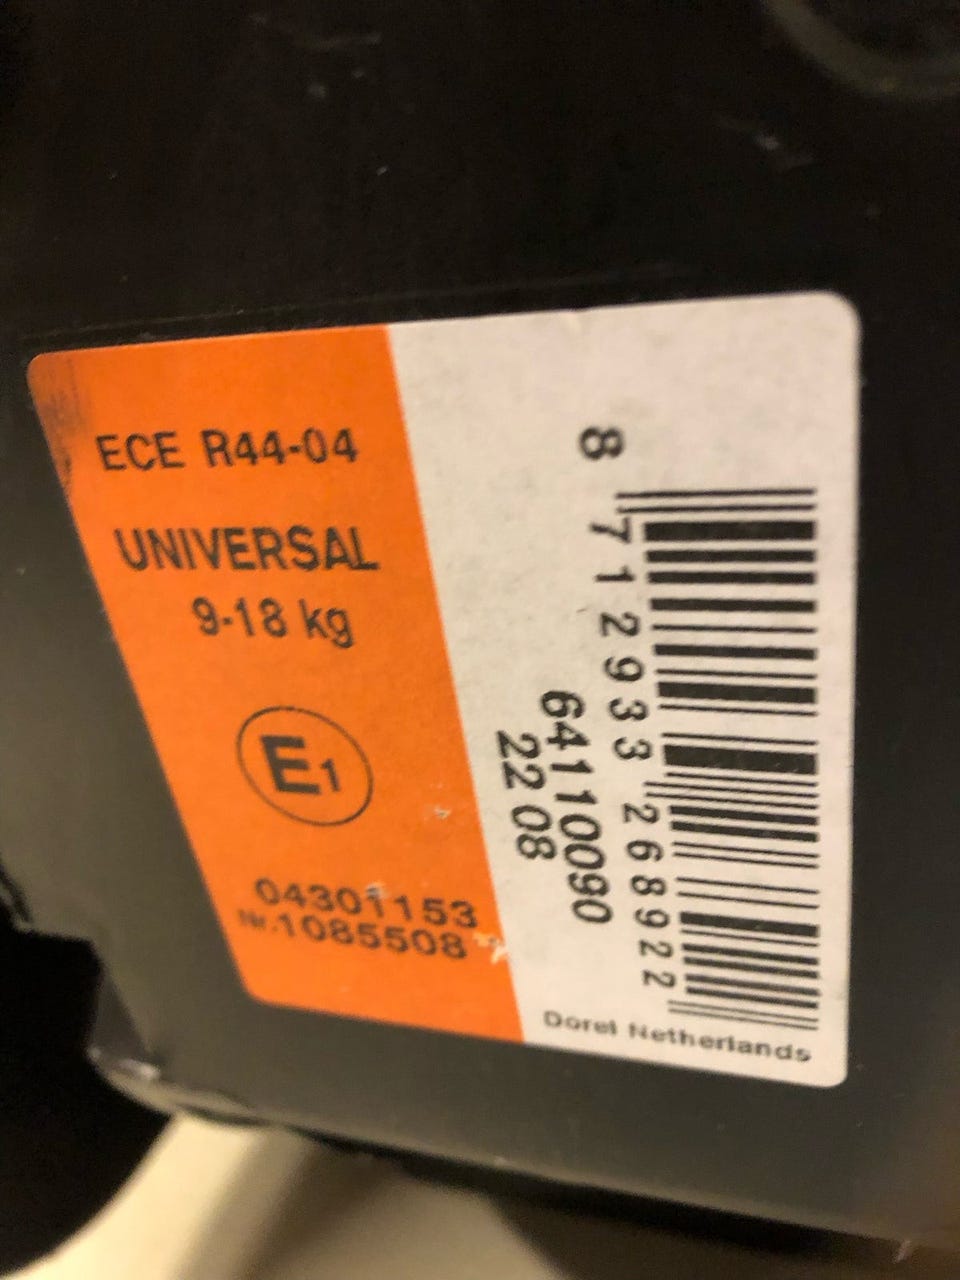 ECE R44-04
UNIVERSAL
9-18 kg
E1
04301153
Nr.1085508
8 712933 268922
64110090
22 08
Dorel Netherlands